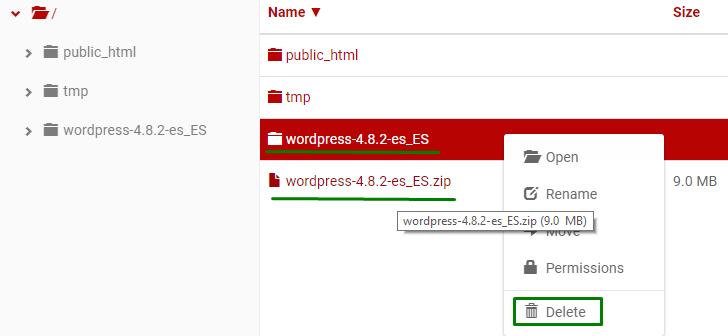 /
public_html
tmp
wordpress-4.8.2-es_ES
Name ▼ Size
public_html
tmp
wordpress-4.8.2-es_ES
wordpress-4.8.2-es_ES.zip 9.0 MB
wordpress-4.8.2-es_ES.zip (9.0 MB)
Open
Rename
Move
Permissions
Delete